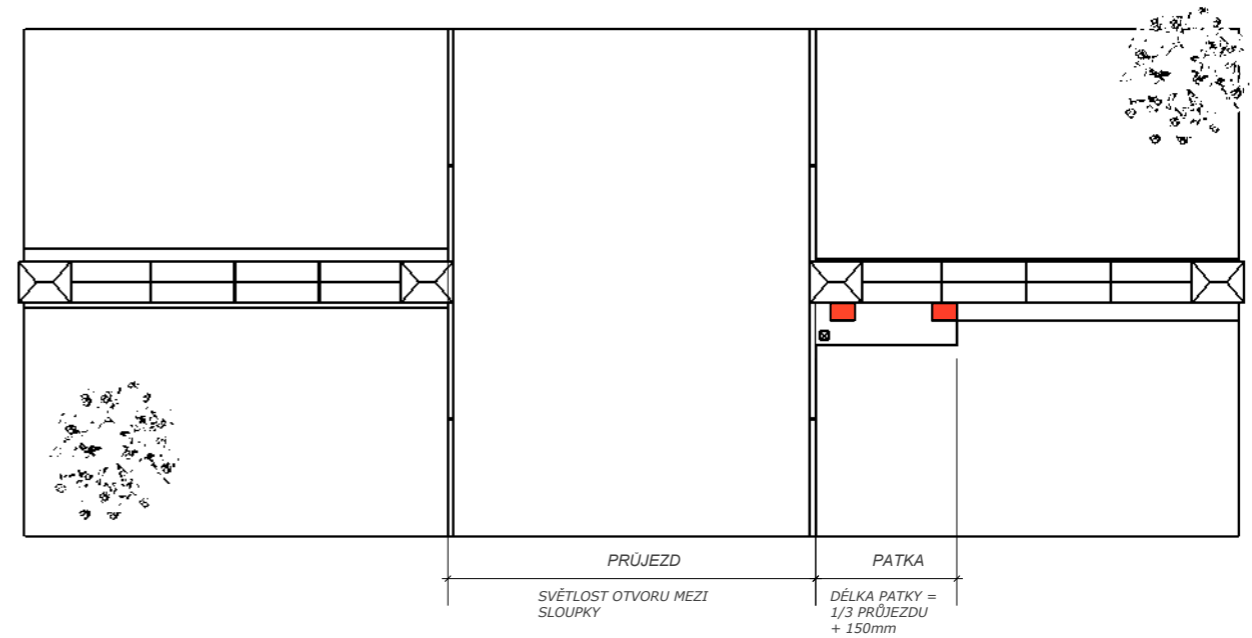 PRŮJEZD
PATKA
SVĚTLOST OTVORU MEZI
SLOUPKY
DÉLKA PATKY =
1/3 PRŮJEZDU
+ 150mm